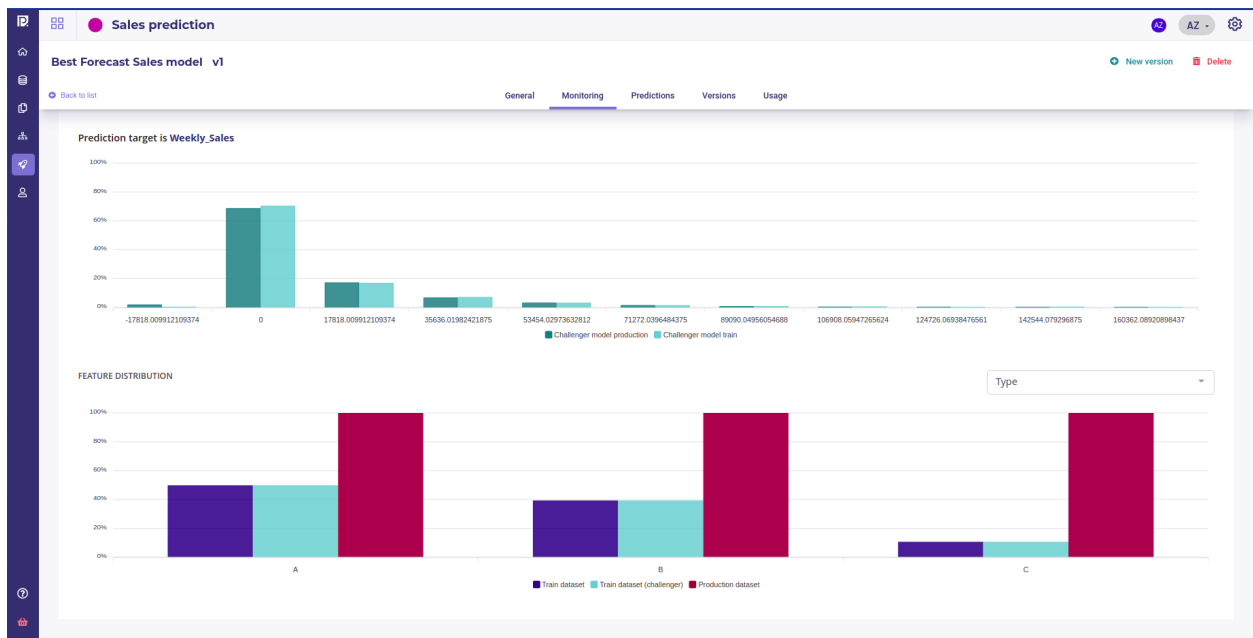 Sales prediction
AZ
AZ
Best Forecast Sales model v1
New version
Delete
Back to list
General
Monitoring
Predictions
Versions
Usage
Prediction target is Weekly_Sales
100%
80%
60%
40%
20%
0%
-17818.009912109374
0
17818.009912109374
35636.01982421875
53454.02973632812
71272.0396484375
89090.04956054688
106908.05947265624
124726.06938476561
142544.079296875
160362.08920898437
Challenger model production
Challenger model train
FEATURE DISTRIBUTION
Type
100%
80%
60%
40%
20%
0%
A
B
C
Train dataset
Train dataset (challenger)
Production dataset